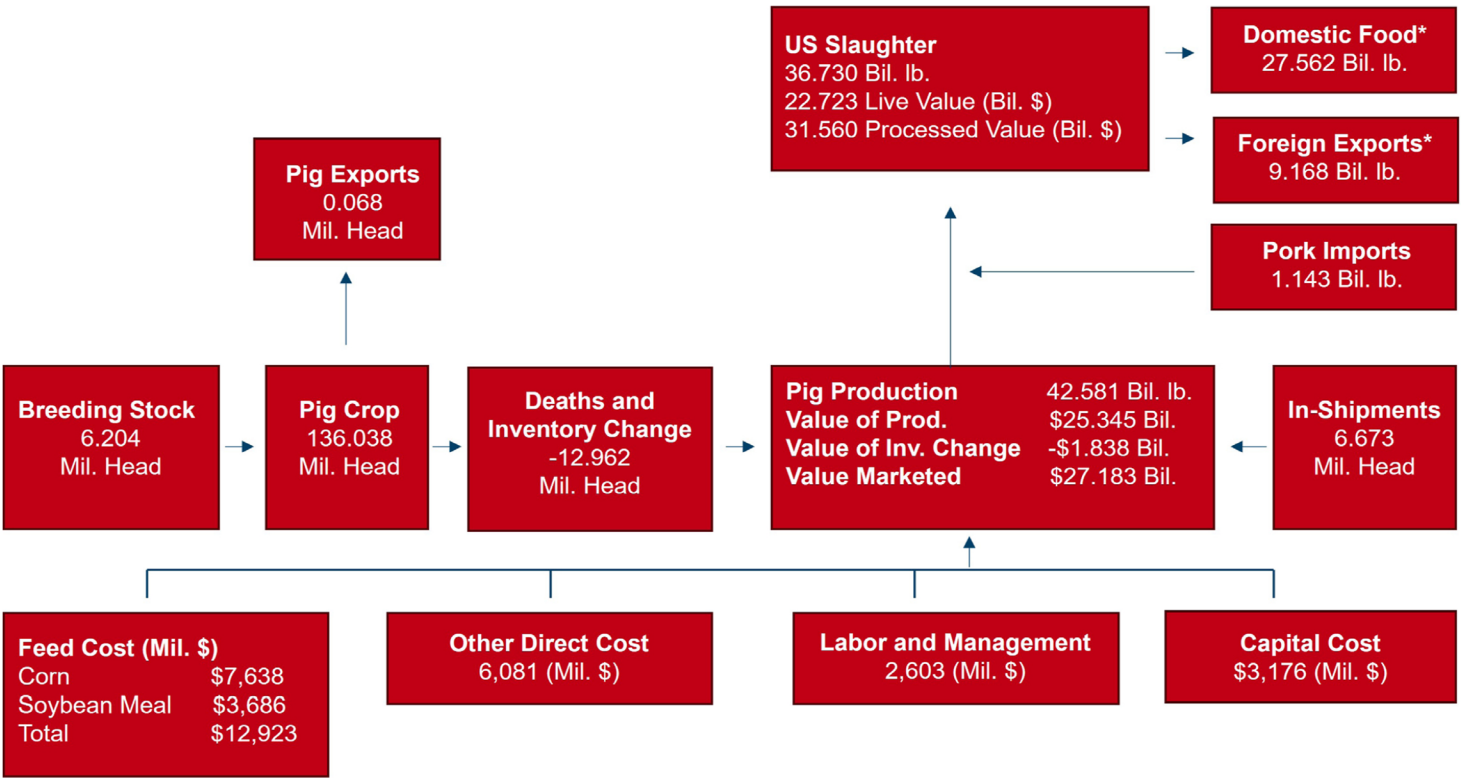 US Slaughter
36.730 Bil. lb.
22.723 Live Value (Bil. $)
31.560 Processed Value (Bil. $)
Domestic Food*
27.562 Bil. lb.
Foreign Exports*
9.168 Bil. lb.
Pork Imports
1.143 Bil. lb.
Pig Exports
0.068
Mil. Head
Breeding Stock
6.204
Mil. Head
Pig Crop
136.038
Mil. Head
Deaths and
Inventory Change
-12.962
Mil. Head
Pig Production 42.581 Bil. lb.
Value of Prod. $25.345 Bil.
Value of Inv. Change -$1.838 Bil.
Value Marketed $27.183 Bil.
In-Shipments
6.673
Mil. Head
Feed Cost (Mil. $)
Corn $7,638
Soybean Meal $3,686
Total $12,923
Other Direct Cost
6,081 (Mil. $)
Labor and Management
2,603 (Mil. $)
Capital Cost
$3,176 (Mil. $)